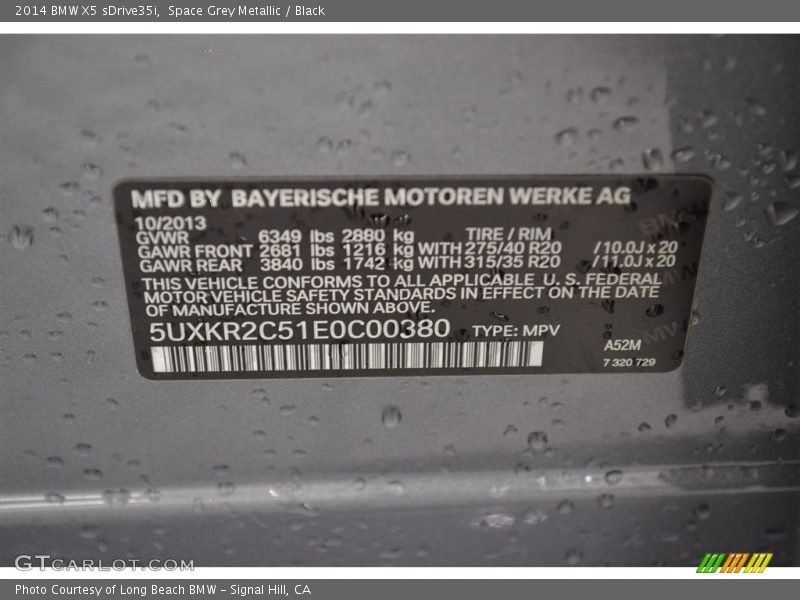 2014 BMW X5 sDrive35i, Space Grey Metallic / Black
MFD BY BAYERISCHE MOTOREN WERKE AG
10/2013
GVWR 6349 lbs 2880 kg TIRE / RIM
GAWR FRONT 2681 lbs 1216 kg WITH 275/40 R20 /10.0J x 20
GAWR REAR 3840 lbs 1742 kg WITH 315/35 R20 /11.0J x 20
THIS VEHICLE CONFORMS TO ALL APPLICABLE U.S. FEDERAL
MOTOR VEHICLE SAFETY STANDARDS IN EFFECT ON THE DATE
OF MANUFACTURE SHOWN ABOVE.
5UXKR2C51E0C00380 TYPE: MPV
A52M
7 320 729
GTCARLOT.COM
Photo Courtesy of Long Beach BMW - Signal Hill, CA